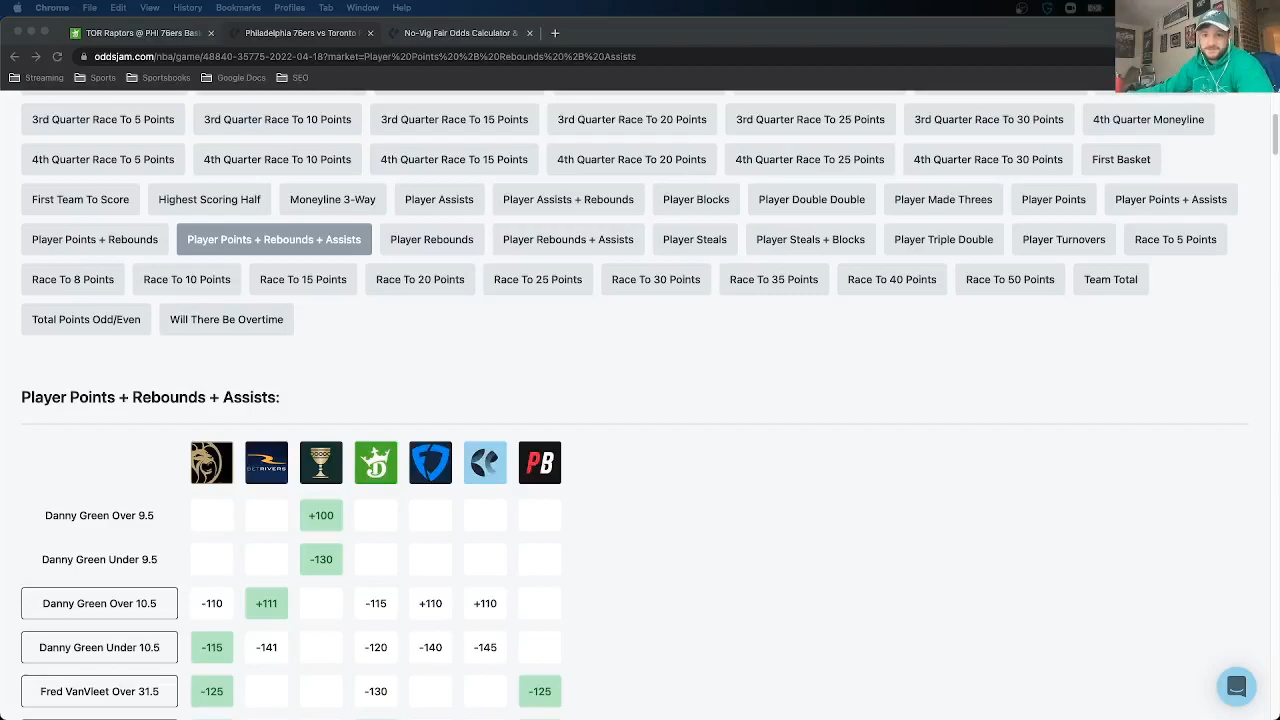 Chrome File Edit View History Bookmarks Profiles Tab Window Help
TOR Raptors @ PHI 76ers Bas Philadelphia 76ers vs Toronto No-Vig Fair Odds Calculator &
oddsjam.com/nba/game/48840-35775-2022-04-18?market=Player%20Points%20%2B%20Rebounds%20%2B%20Assists
Streaming Sports Sportsbooks Google Docs SEO
3rd Quarter Race To 5 Points 3rd Quarter Race To 10 Points 3rd Quarter Race To 15 Points 3rd Quarter Race To 20 Points 3rd Quarter Race To 25 Points 3rd Quarter Race To 30 Points 4th Quarter Moneyline
4th Quarter Race To 5 Points 4th Quarter Race To 10 Points 4th Quarter Race To 15 Points 4th Quarter Race To 20 Points 4th Quarter Race To 25 Points 4th Quarter Race To 30 Points First Basket
First Team To Score Highest Scoring Half Moneyline 3-Way Player Assists Player Assists + Rebounds Player Blocks Player Double Double Player Made Threes Player Points Player Points + Assists
Player Points + Rebounds Player Points + Rebounds + Assists Player Rebounds Player Rebounds + Assists Player Steals Player Steals + Blocks Player Triple Double Player Turnovers Race To 5 Points
Race To 8 Points Race To 10 Points Race To 15 Points Race To 20 Points Race To 25 Points Race To 30 Points Race To 35 Points Race To 40 Points Race To 50 Points Team Total
Total Points Odd/Even Will There Be Overtime
Player Points + Rebounds + Assists:
BETRIVERS PB
Danny Green Over 9.5 +100
Danny Green Under 9.5 -130
Danny Green Over 10.5 -110 +111 -115 +110 +110
Danny Green Under 10.5 -115 -141 -120 -140 -145
Fred VanVleet Over 31.5 -125 -130 -125